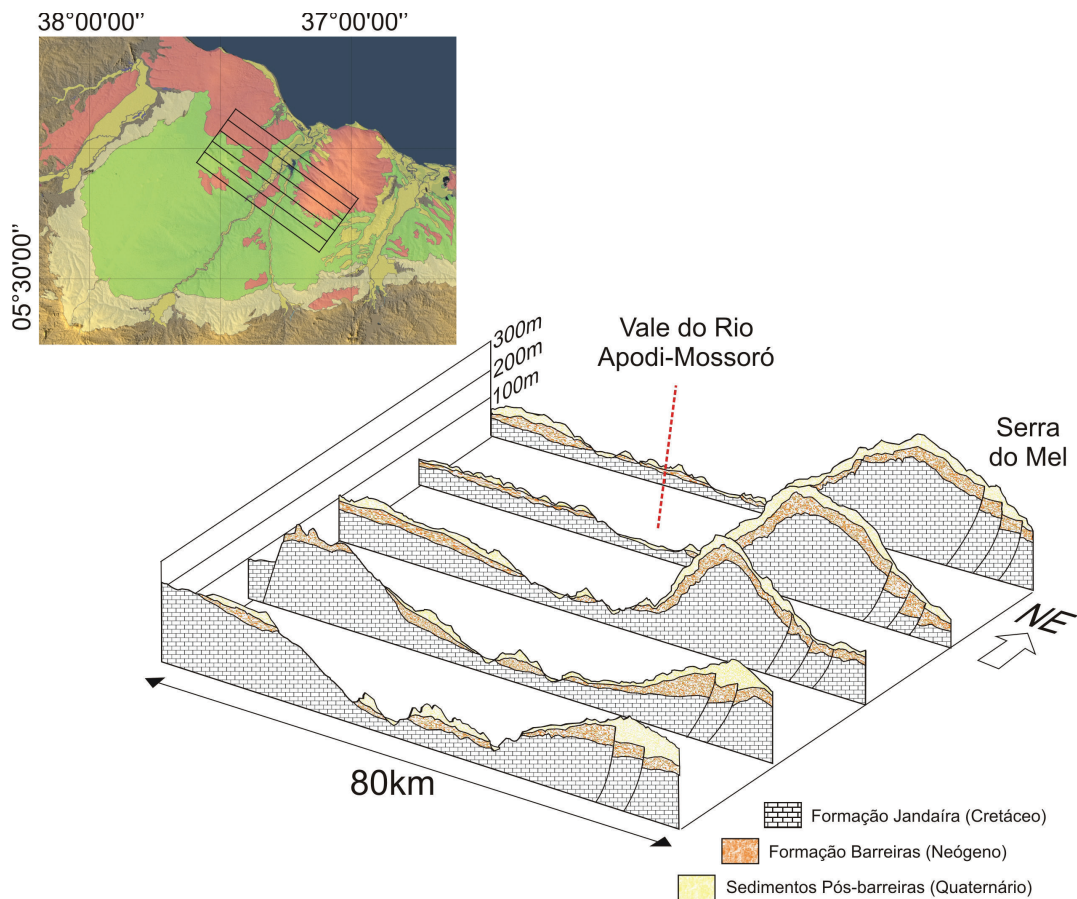 38°00'00" 37°00'00"
05°30'00"
300m
200m
100m
Vale do Rio
Apodi-Mossoró
Serra
do Mel
NE
80km
Formação Jandaíra (Cretáceo)
Formação Barreiras (Neógeno)
Sedimentos Pós-barreiras (Quaternário)